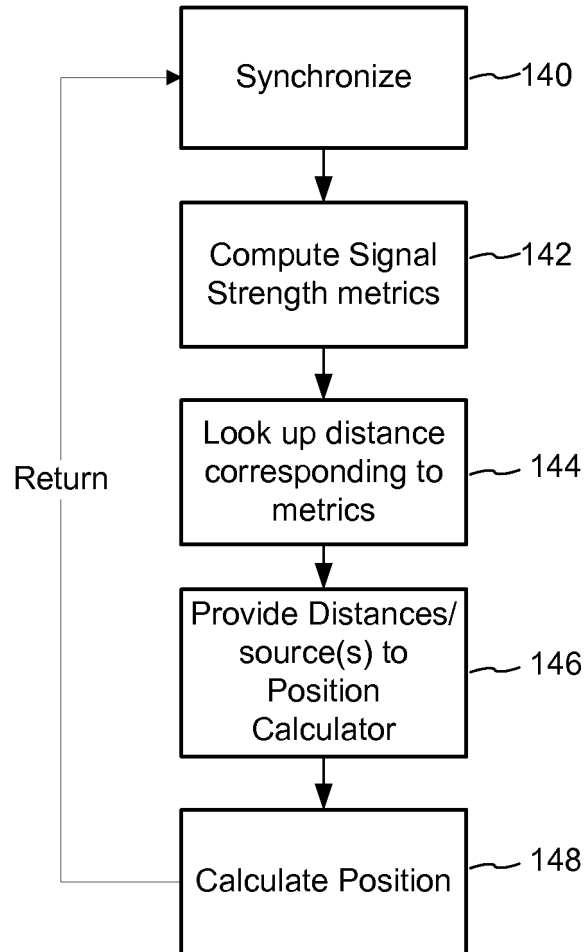 Synchronize
140
Compute Signal
Strength metrics
142
Look up distance
corresponding to
metrics
144
Return
Provide Distances/
source(s) to
Position
Calculator
146
Calculate Position
148